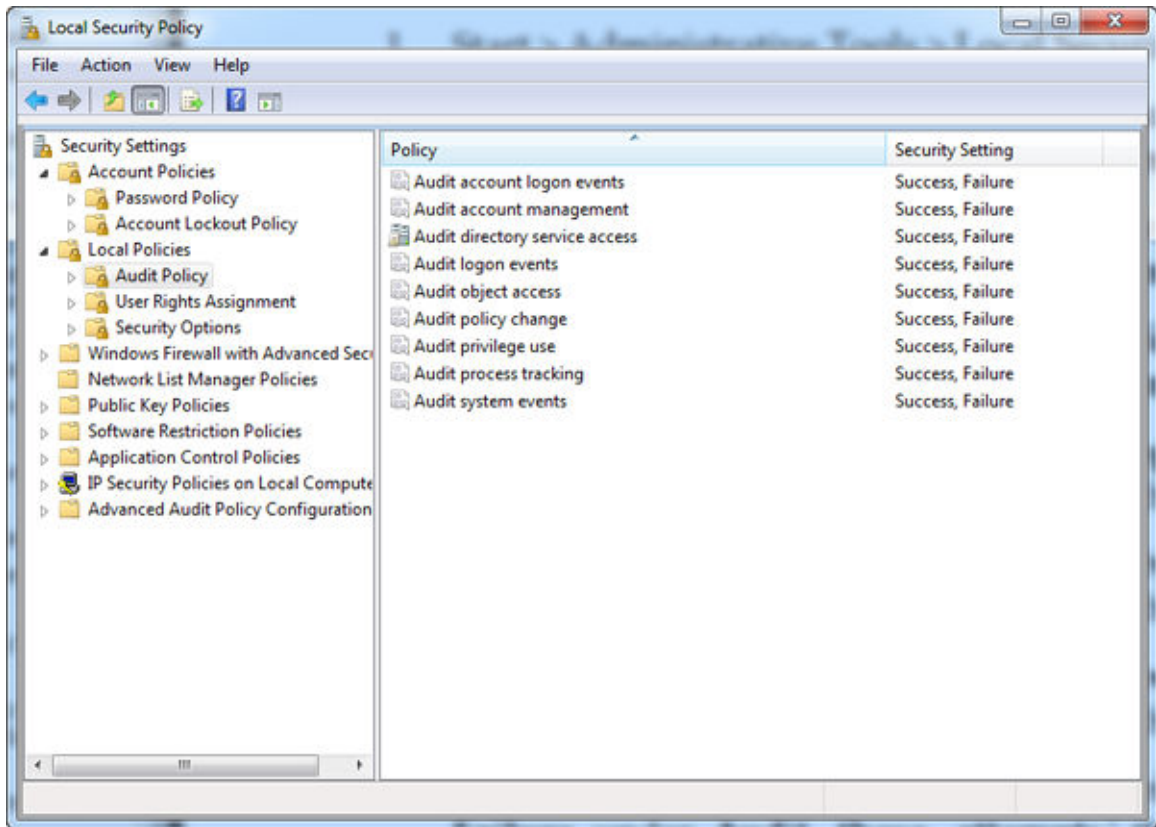 Local Security Policy
1. Start > Administrative Tools > Local
File Action View Help
Security Settings
Account Policies
Password Policy
Account Lockout Policy
Local Policies
Audit Policy
User Rights Assignment
Security Options
Windows Firewall with Advanced Sec
Network List Manager Policies
Public Key Policies
Software Restriction Policies
Application Control Policies
IP Security Policies on Local Compute
Advanced Audit Policy Configuration
Policy Security Setting
Audit account logon events Success, Failure
Audit account management Success, Failure
Audit directory service access Success, Failure
Audit logon events Success, Failure
Audit object access Success, Failure
Audit policy change Success, Failure
Audit privilege use Success, Failure
Audit process tracking Success, Failure
Audit system events Success, Failure